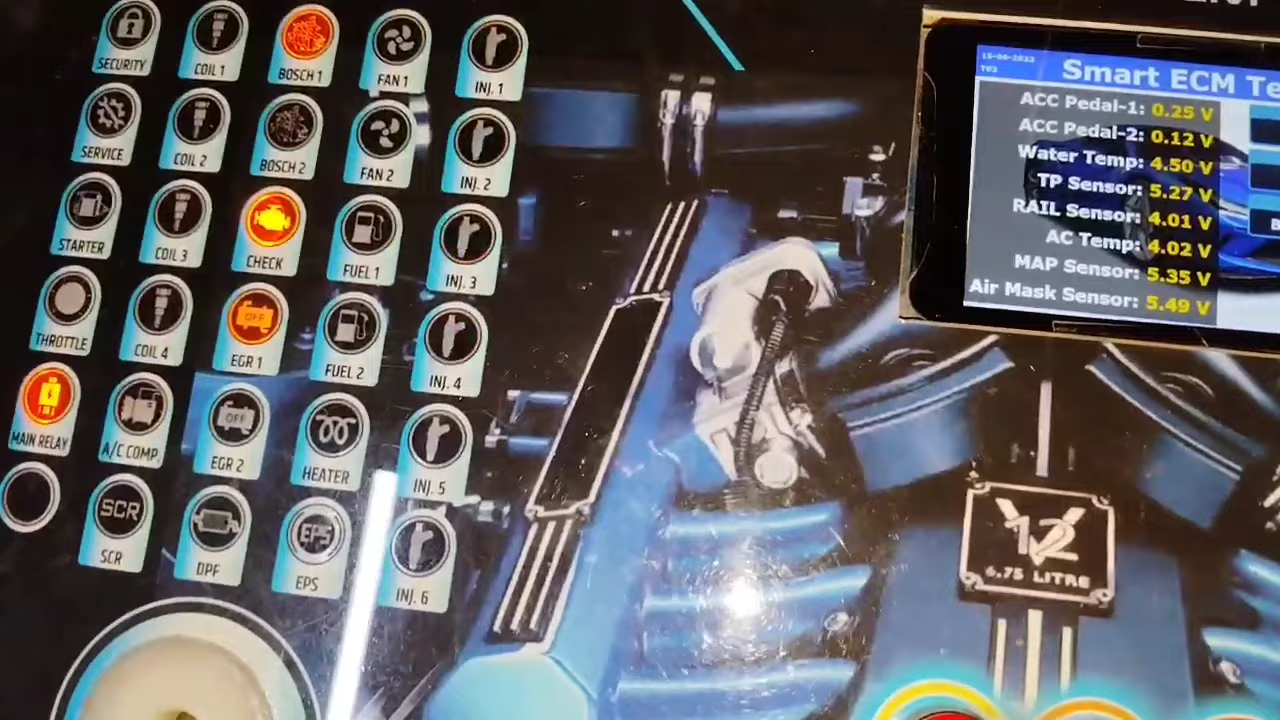 SECURITY
COIL 1
BOSCH 1
FAN 1
INJ. 1
SERVICE
COIL 2
BOSCH 2
FAN 2
INJ. 2
STARTER
COIL 3
CHECK
FUEL 1
INJ. 3
THROTTLE
COIL 4
OFF
EGR 1
FUEL 2
INJ. 4
MAIN RELAY
A/C COMP.
OFF
EGR 2
HEATER
INJ. 5
SCR
SCR
DPF
EPS
EPS
INJ. 6
15-06-2023
Smart ECM Te
ACC Pedal-1: 0.25 V
ACC Pedal-2: 0.12 V
Water Temp: 4.50 V
TP Sensor: 5.27 V
RAIL Sensor: 4.01 V
AC Temp: 4.02 V
MAP Sensor: 5.35 V
Air Mask Sensor: 5.49 V
V
12
6.75 LITRE